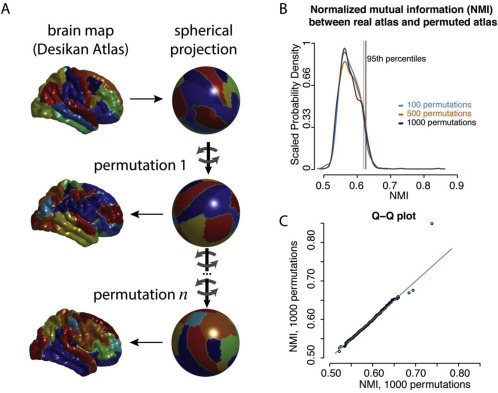 A
brain map
(Desikan Atlas)
spherical
projection
permutation 1
...
permutation n
B
Normalized mutual information (NMI)
between real atlas and permuted atlas
Scaled Probability Density
1
0.66
0.33
0
95th percentiles
100 permutations
500 permutations
1000 permutations
0.5 0.6 0.7 0.8 0.9
NMI
C
Q–Q plot
NMI, 1000 permutations
0.80
0.70
0.60
0.50
0.50 0.60 0.70 0.80
NMI, 1000 permutations